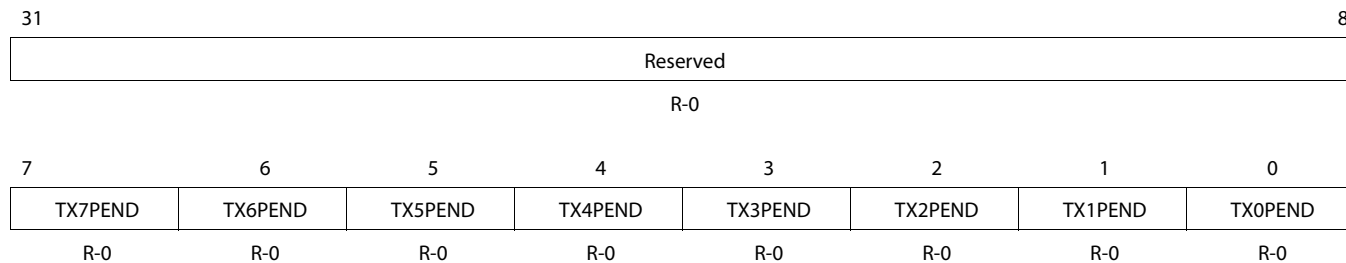 31 8
Reserved
R-0
7 6 5 4 3 2 1 0
TX7PEND TX6PEND TX5PEND TX4PEND TX3PEND TX2PEND TX1PEND TX0PEND
R-0 R-0 R-0 R-0 R-0 R-0 R-0 R-0